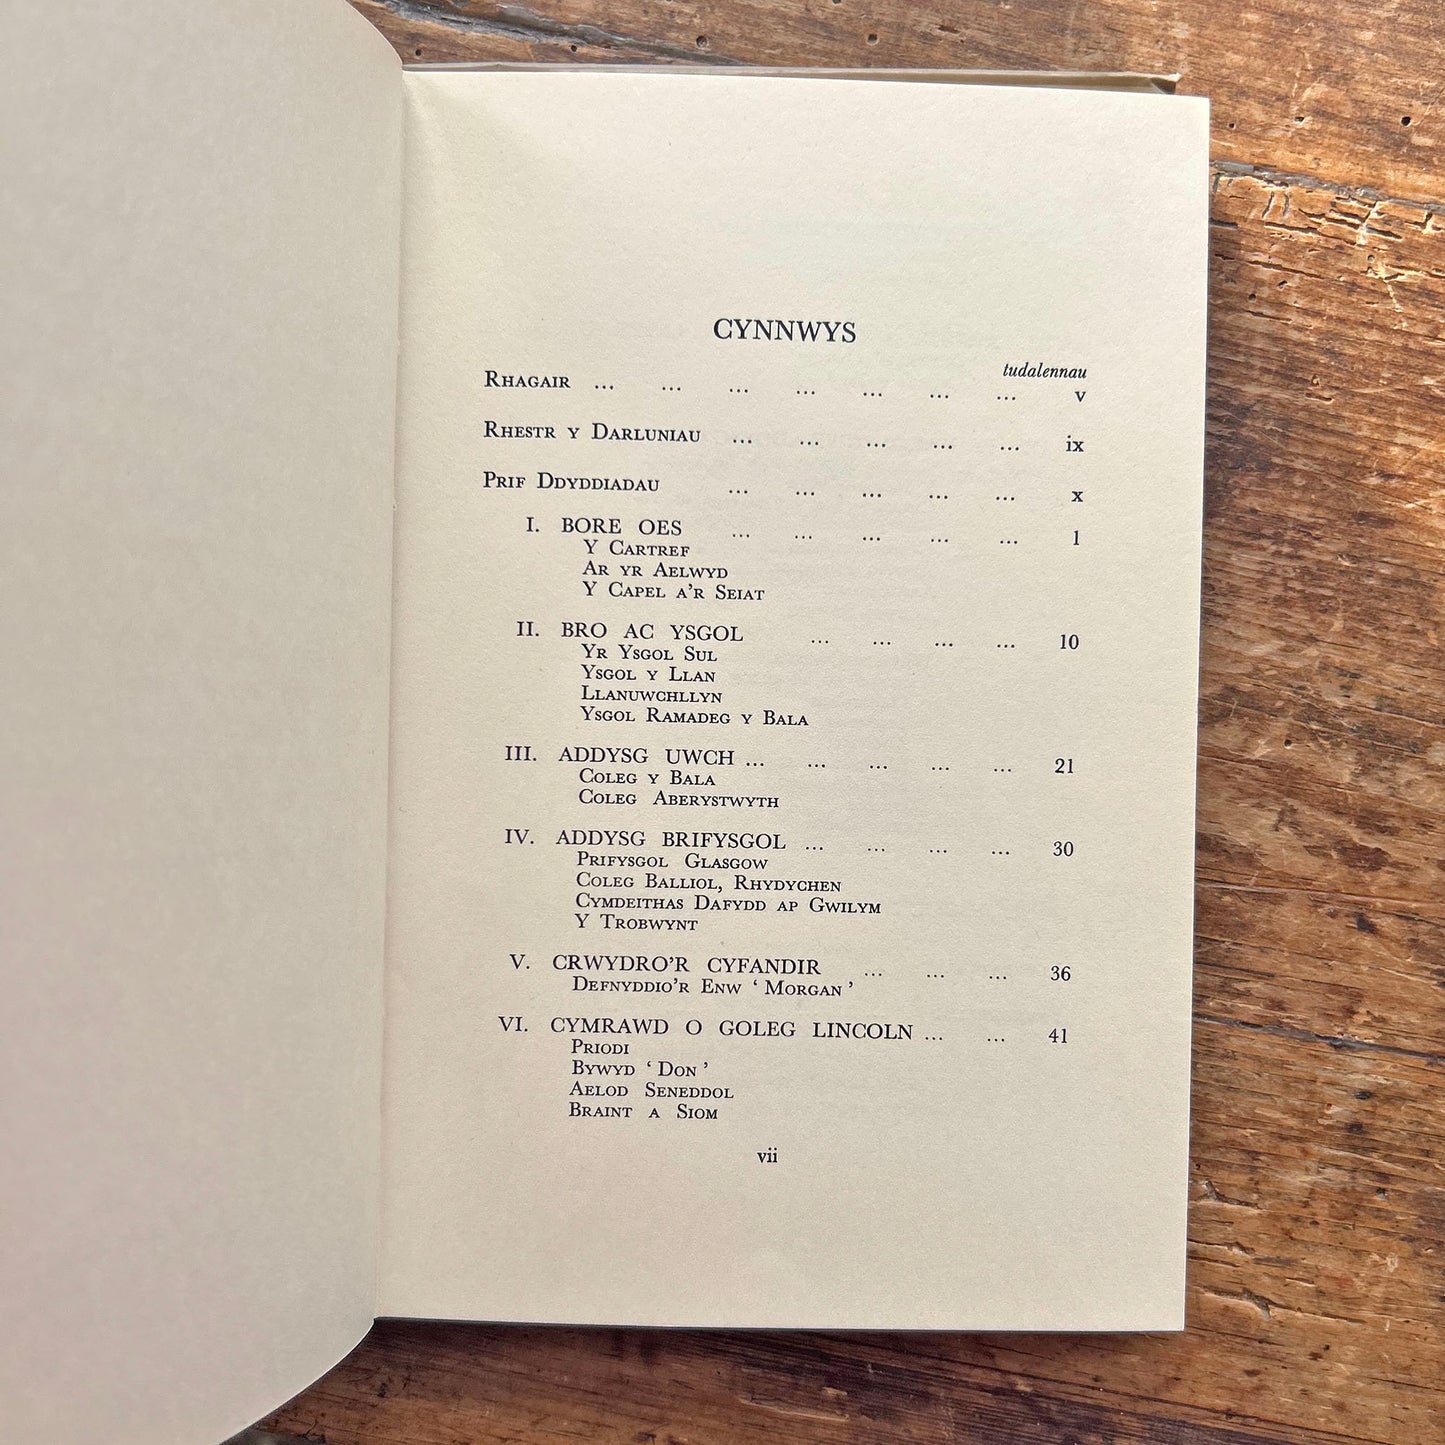 CYNNWYS
tudalennau
Rhagair ... ... ... ... ... ... ... v
Rhestr y Darluniau ... ... ... ... ... ix
Prif Ddyddiadau ... ... ... ... ... x
I. BORE OES ... ... ... ... ... 1
Y Cartref
Ar yr Aelwyd
Y Capel a'r Seiat
II. BRO AC YSGOL ... ... ... ... 10
Yr Ysgol Sul
Ysgol y Llan
Llanuwchllyn
Ysgol Ramadeg y Bala
III. ADDYSG UWCH ... ... ... ... ... 21
Coleg y Bala
Coleg Aberystwyth
IV. ADDYSG BRIFYSGOL ... ... ... ... 30
Prifysgol Glasgow
Coleg Balliol, Rhydychen
Cymdeithas Dafydd ap Gwilym
Y Trobwynt
V. CRWYDRO'R CYFANDIR ... ... ... 36
Defnyddio'r Enw ' Morgan '
VI. CYMRAWD O GOLEG LINCOLN ... ... 41
Priodi
Bywyd ' Don '
Aelod Seneddol
Braint a Siom
vii